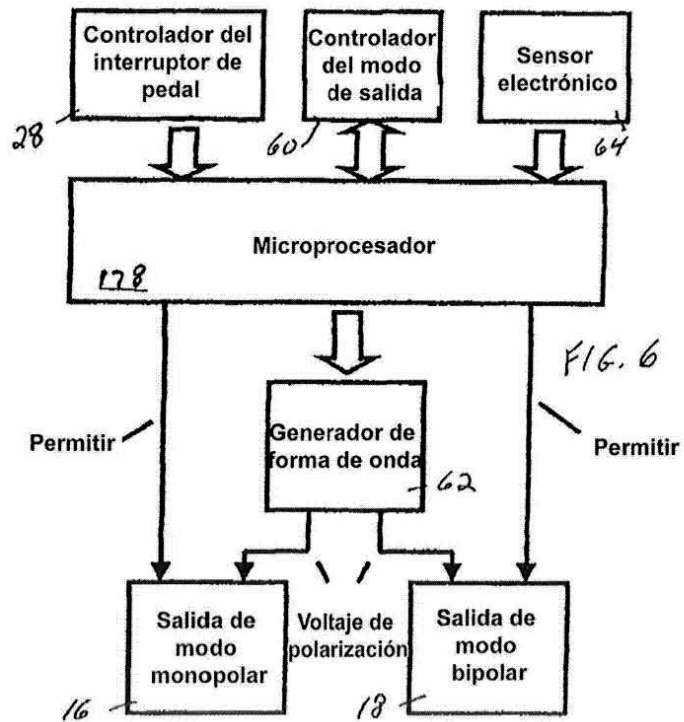 Controlador del
interruptor de
pedal
28
Controlador
del modo
de salida
60
Sensor
electrónico
64
Microprocesador
178
FIG. 6
Permitir
Permitir
Generador de
forma de onda
62
Salida de
modo
monopolar
16
Voltaje de
polarización
Salida de
modo
bipolar
18